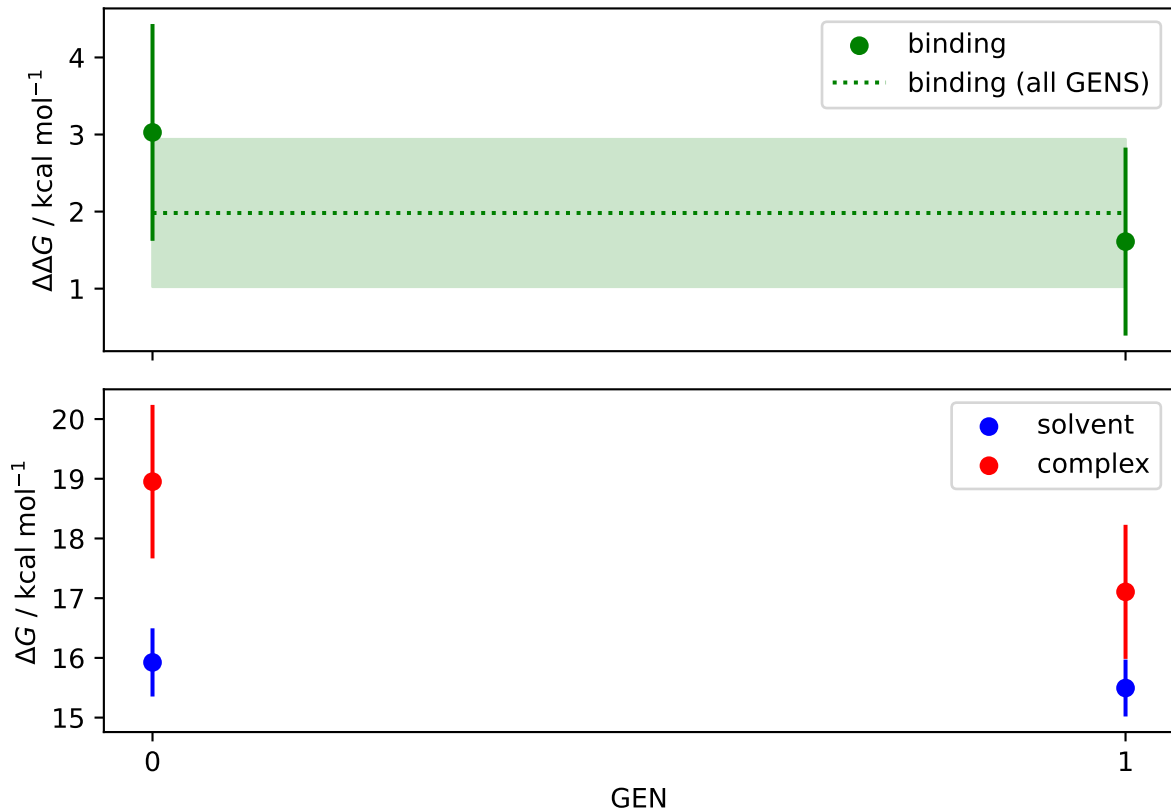 binding
binding (all GENS)
ΔΔG / kcal mol⁻¹
4
3
2
1
solvent
complex
ΔG / kcal mol⁻¹
20
19
18
17
16
15
0
1
GEN